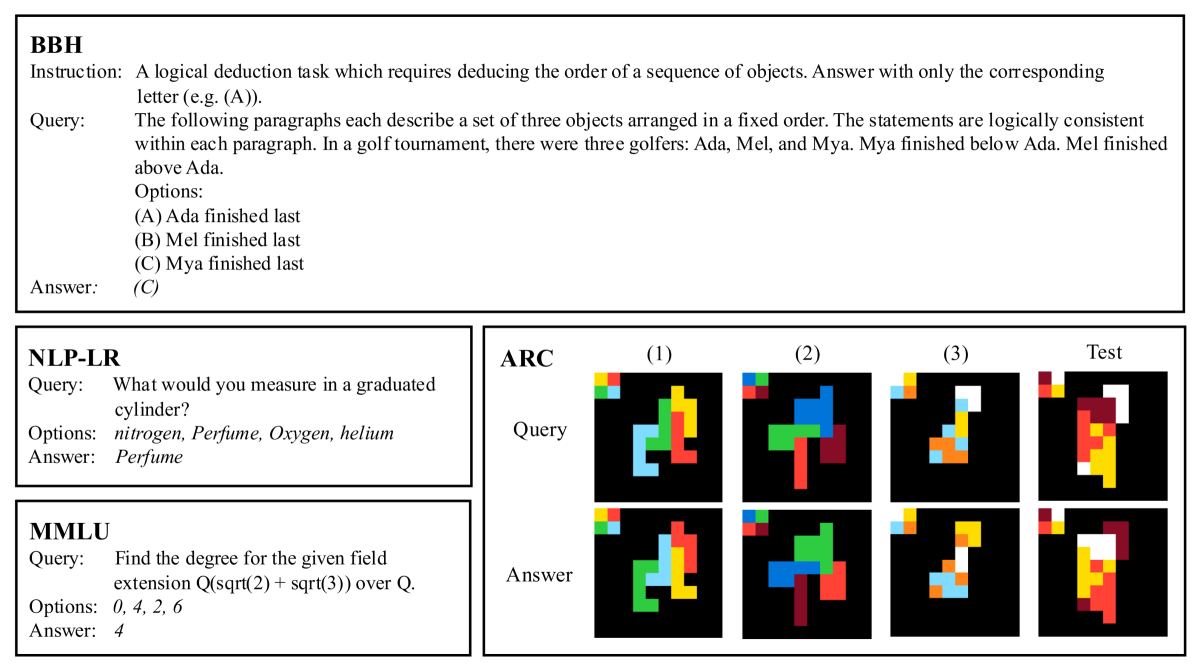 BBH
Instruction: A logical deduction task which requires deducing the order of a sequence of objects. Answer with only the corresponding
letter (e.g. (A)).
Query: The following paragraphs each describe a set of three objects arranged in a fixed order. The statements are logically consistent
within each paragraph. In a golf tournament, there were three golfers: Ada, Mel, and Mya. Mya finished below Ada. Mel finished
above Ada.
Options:
(A) Ada finished last
(B) Mel finished last
(C) Mya finished last
Answer: (C)
NLP-LR
Query: What would you measure in a graduated
cylinder?
Options: nitrogen, Perfume, Oxygen, helium
Answer: Perfume
MMLU
Query: Find the degree for the given field
extension Q(sqrt(2) + sqrt(3)) over Q.
Options: 0, 4, 2, 6
Answer: 4
ARC
(1) (2) (3) Test
Query
Answer